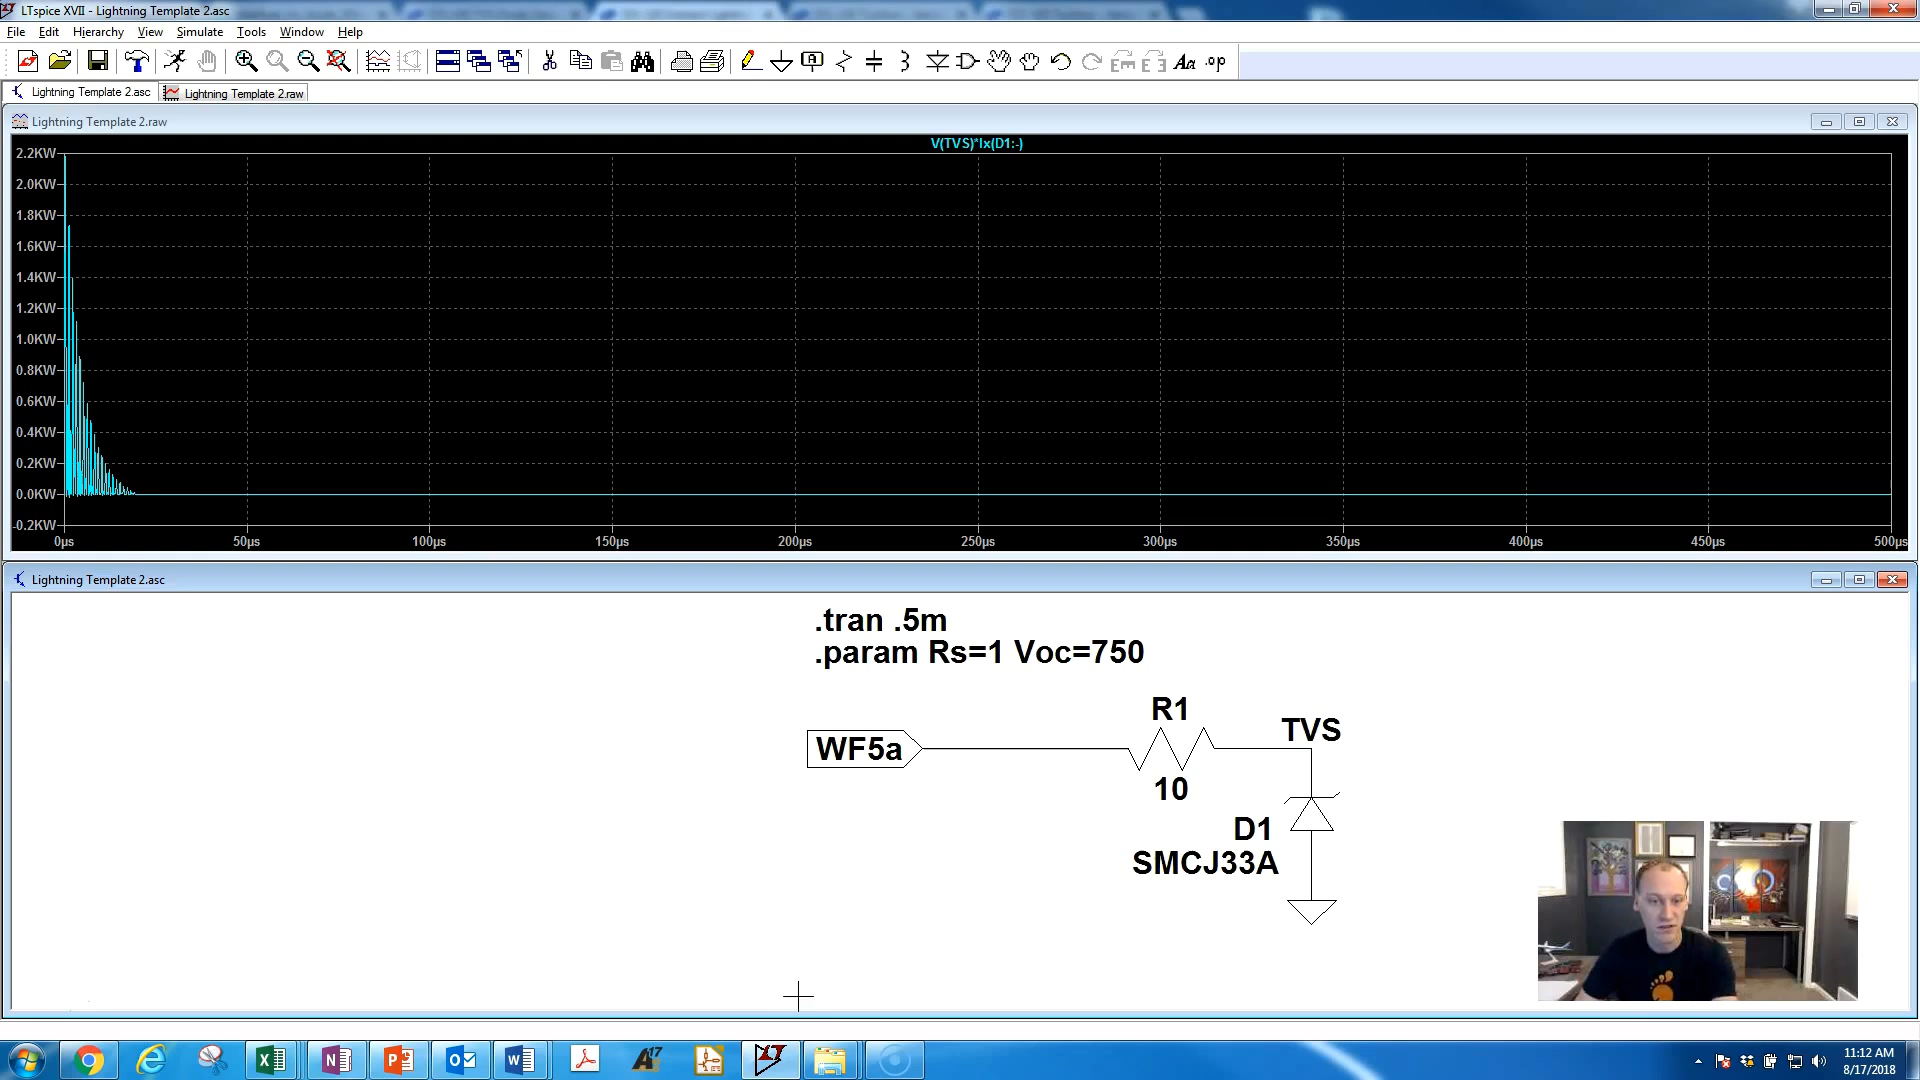 LTspice XVII - Lightning Template 2.asc
File Edit Hierarchy View Simulate Tools Window Help
Lightning Template 2.asc Lightning Template 2.raw
Lightning Template 2.raw
V(TVS)*Ix(D1:-)
2.2KW
2.0KW
1.8KW
1.6KW
1.4KW
1.2KW
1.0KW
0.8KW
0.6KW
0.4KW
0.2KW
0.0KW
-0.2KW
0µs 50µs 100µs 150µs 200µs 250µs 300µs 350µs 400µs 450µs 500µs
Lightning Template 2.asc
.tran .5m
.param Rs=1 Voc=750
R1
TVS
WF5a
10
D1
SMCJ33A
11:12 AM
8/17/2018